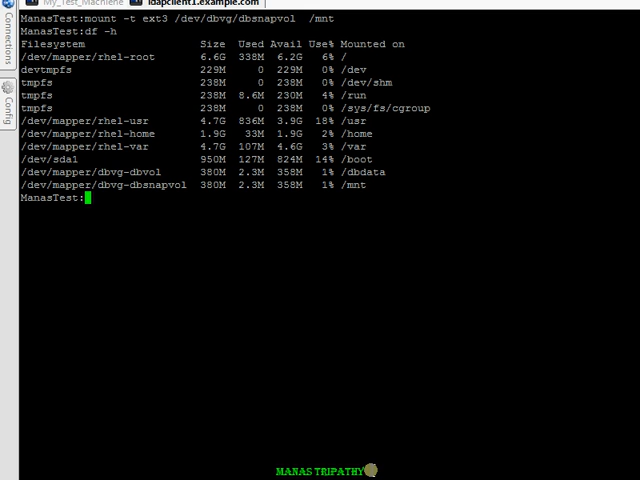 My_Test_Machiene
ldapclient1.example.com
Connections
Config
ManasTest:mount -t ext3 /dev/dbvg/dbsnapvol  /mnt
ManasTest:df -h
Filesystem Size Used Avail Use% Mounted on
/dev/mapper/rhel-root 6.6G 338M 6.2G 6% /
devtmpfs 229M 0 229M 0% /dev
tmpfs 238M 0 238M 0% /dev/shm
tmpfs 238M 8.6M 230M 4% /run
tmpfs 238M 0 238M 0% /sys/fs/cgroup
/dev/mapper/rhel-usr 4.7G 836M 3.9G 18% /usr
/dev/mapper/rhel-home 1.9G 33M 1.9G 2% /home
/dev/mapper/rhel-var 4.7G 107M 4.6G 3% /var
/dev/sda1 950M 127M 824M 14% /boot
/dev/mapper/dbvg-dbvol 380M 2.3M 358M 1% /dbdata
/dev/mapper/dbvg-dbsnapvol 380M 2.3M 358M 1% /mnt
ManasTest:
MANAS TRIPATHY